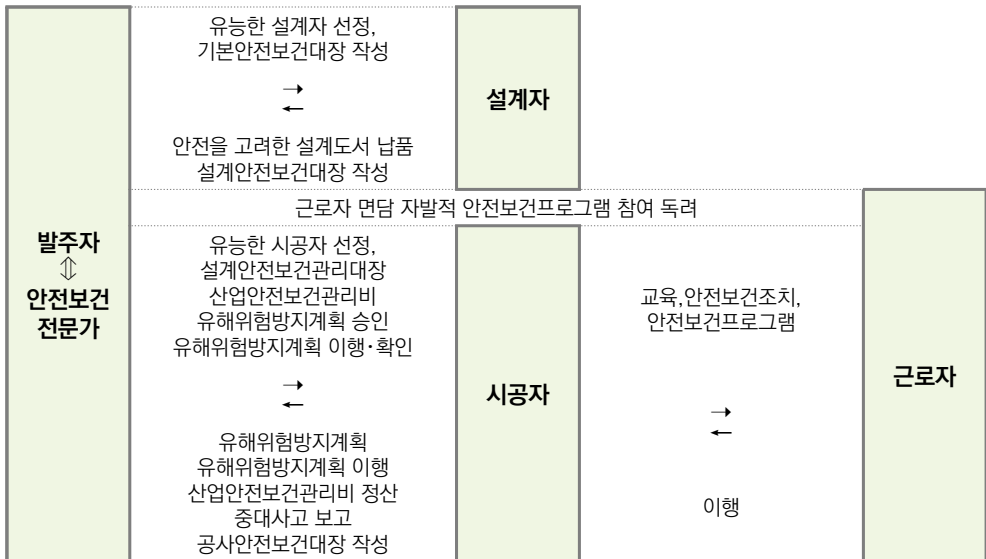 유능한 설계자 선정,
기본안전보건대장 작성
→
←
안전을 고려한 설계도서 납품
설계안전보건대장 작성
설계자
근로자 면담 자발적 안전보건프로그램 참여 독려
발주자
⇕
안전보건
전문가
유능한 시공자 선정,
설계안전보건관리대장
산업안전보건관리비
유해위험방지계획 승인
유해위험방지계획 이행·확인
→
←
유해위험방지계획
유해위험방지계획 이행
산업안전보건관리비 정산
중대사고 보고
공사안전보건대장 작성
시공자
교육,안전보건조치,
안전보건프로그램
→
←
이행
근로자